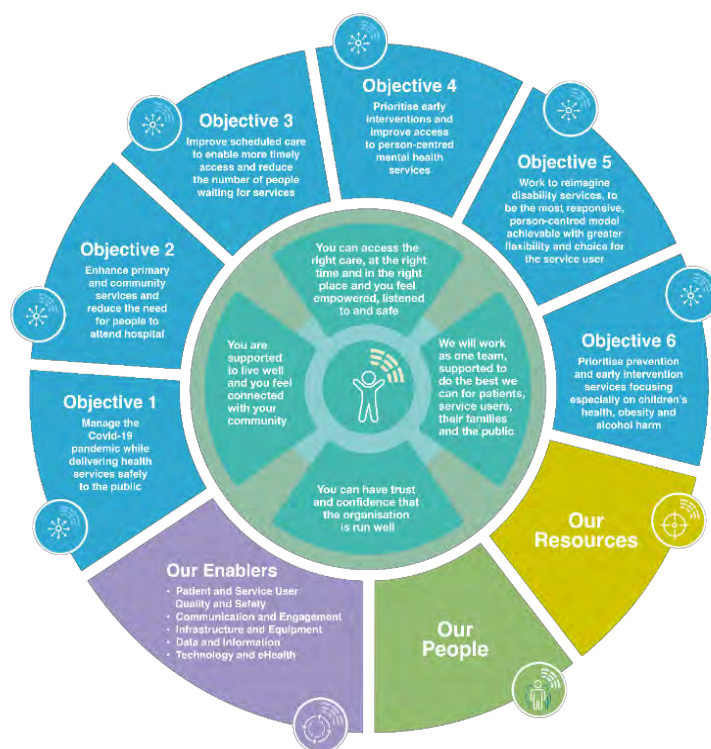 Objective 1
Manage the
Covid-19
pandemic while
delivering health
services safely
to the public
Objective 2
Enhance primary
and community
services and
reduce the need
for people to
attend hospital
Objective 3
Improve scheduled care
to enable more timely
access and reduce
the number of people
waiting for services
Objective 4
Prioritise early
interventions and
improve access
to person-centred
mental health
services
Objective 5
Work to reimagine
disability services, to
be the most responsive,
person-centred model
achievable with greater
flexibility and choice for
the service user
Objective 6
Prioritise prevention
and early intervention
services focusing
especially on children's
health, obesity and
alcohol harm
Our
Resources
Our
People
Our Enablers
• Patient and Service User
Quality and Safety
• Communication and Engagement
• Infrastructure and Equipment
• Data and Information
• Technology and eHealth
You can access the
right care, at the right
time and in the right
place and you feel
empowered, listened
to and safe
We will work
as one team,
supported to
do the best we
can for patients,
service users,
their families
and the public
You can have trust
and confidence that
the organisation
is run well
You are
supported
to live well
and you feel
connected
with your
community